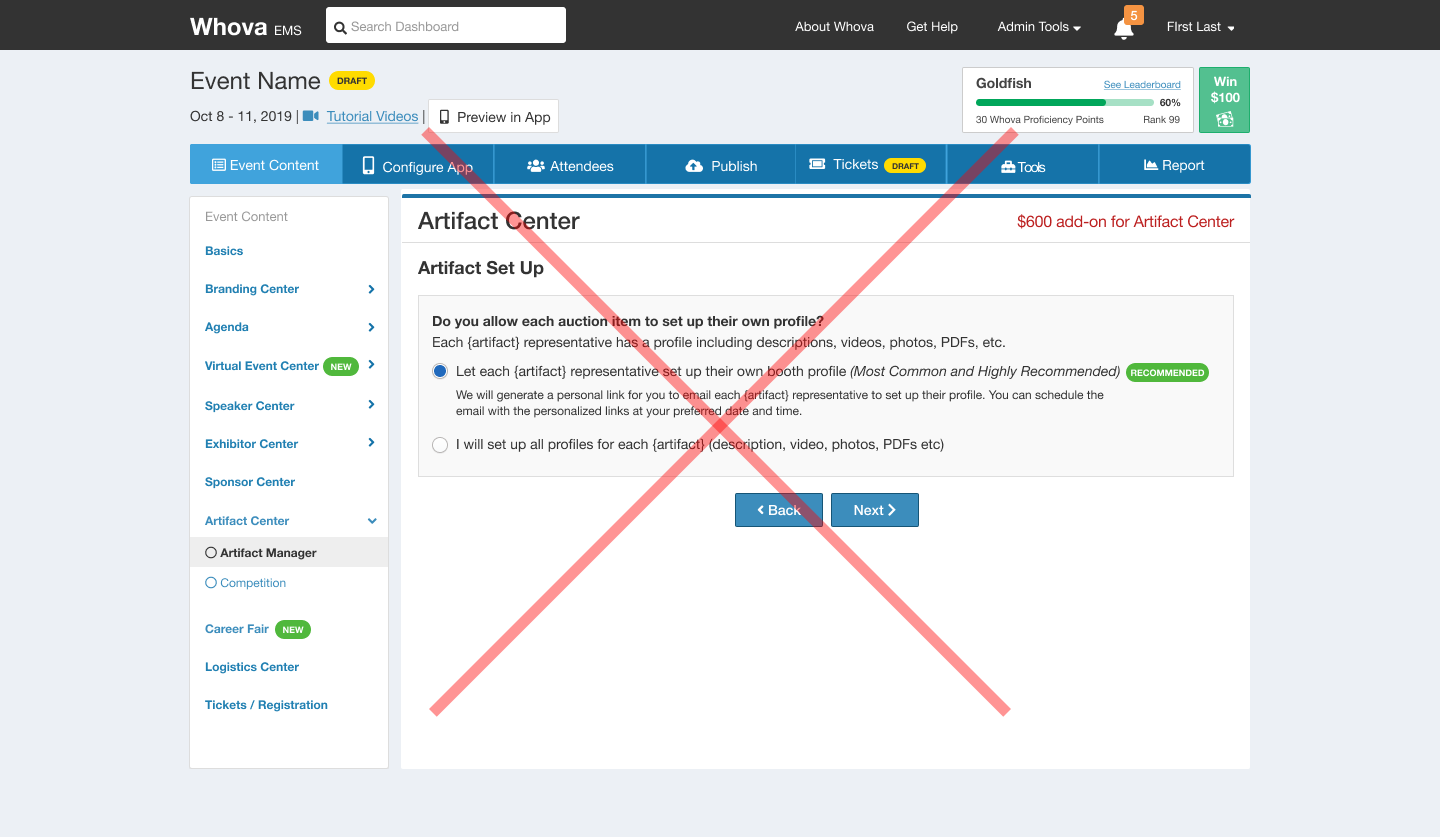 Whova EMS
Search Dashboard
About Whova
Get Help
Admin Tools
5
FIrst Last
Event Name DRAFT
Oct 8 - 11, 2019 | Tutorial Videos | Preview in App
Goldfish See Leaderboard
60%
30 Whova Proficiency Points Rank 99
Win
$100
Event Content
Configure App
Attendees
Publish
Tickets DRAFT
Tools
Report
Event Content
Basics
Branding Center
Agenda
Virtual Event Center NEW
Speaker Center
Exhibitor Center
Sponsor Center
Artifact Center
Artifact Manager
Competition
Career Fair NEW
Logistics Center
Tickets / Registration
Artifact Center
$600 add-on for Artifact Center
Artifact Set Up
Do you allow each auction item to set up their own profile?
Each {artifact} representative has a profile including descriptions, videos, photos, PDFs, etc.
Let each {artifact} representative set up their own booth profile (Most Common and Highly Recommended) RECOMMENDED
We will generate a personal link for you to email each {artifact} representative to set up their profile. You can schedule the
email with the personalized links at your preferred date and time.
I will set up all profiles for each {artifact} (description, video, photos, PDFs etc)
Back
Next